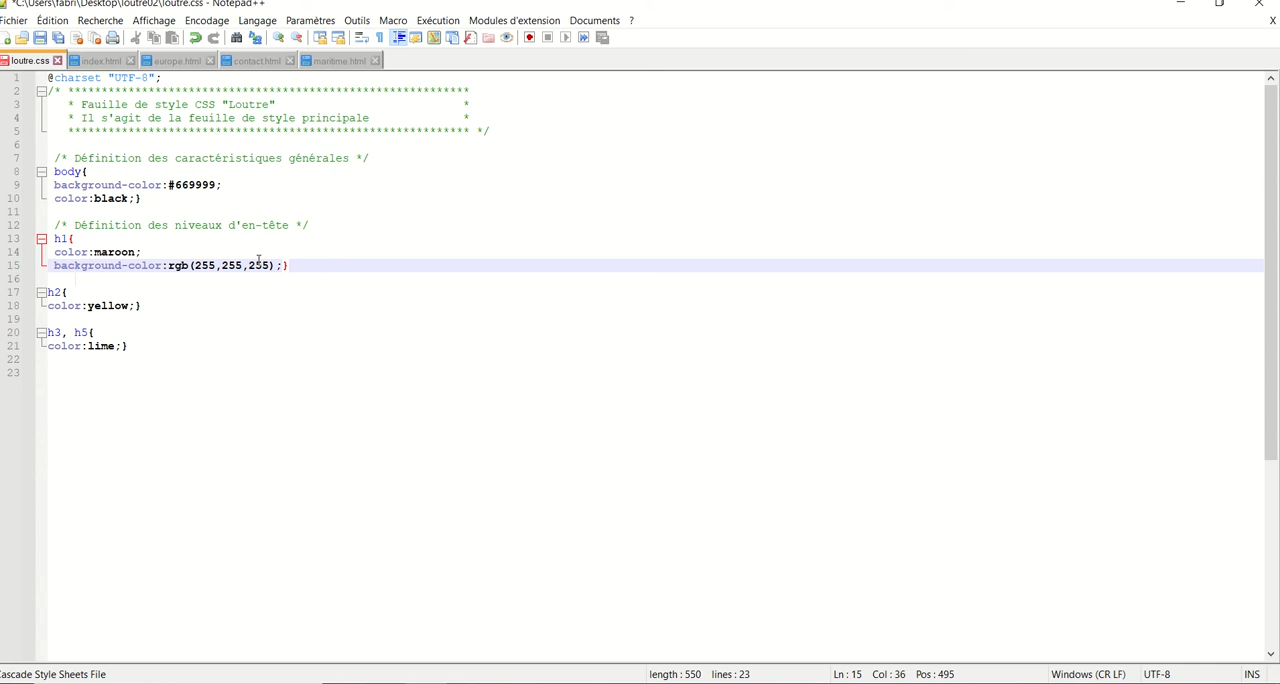 *C:\Users\fabri\Desktop\loutre02\loutre.css - Notepad++
Fichier Édition Recherche Affichage Encodage Langage Paramètres Outils Macro Exécution Modules d'extension Documents ? X
loutre.css index.html europe.html contact.html maritime.html
1 @charset "UTF-8";
2 /* ************************************************************
3 * Fauille de style CSS "Loutre" *
4 * Il s'agit de la feuille de style principale *
5 ************************************************************ */
6
7 /* Définition des caractéristiques générales */
8 body{
9 background-color:#669999;
10 color:black;}
11
12 /* Définition des niveaux d'en-tête */
13 h1{
14 color:maroon;
15 background-color:rgb(255,255,255);}
16
17 h2{
18 color:yellow;}
19
20 h3, h5{
21 color:lime;}
22
23
Cascade Style Sheets File length : 550 lines : 23 Ln : 15 Col : 36 Pos : 495 Windows (CR LF) UTF-8 INS